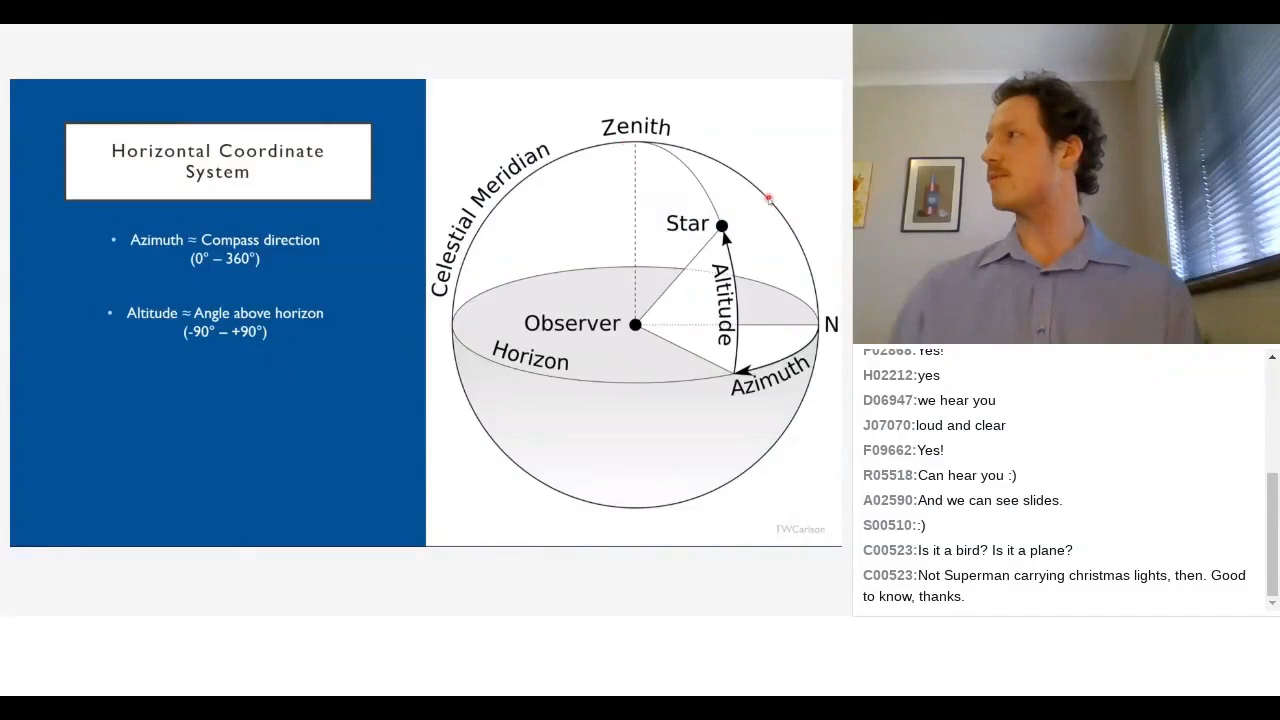 Horizontal Coordinate
System
• Azimuth ≈ Compass direction
(0° – 360°)
• Altitude ≈ Angle above horizon
(-90° – +90°)
Zenith
Celestial Meridian
Star
Altitude
Observer
N
Horizon
Azimuth
TWCarlson
F02868: Yes!
H02212:yes
D06947:we hear you
J07070:loud and clear
F09662:Yes!
R05518:Can hear you :)
A02590:And we can see slides.
S00510::)
C00523:Is it a bird? Is it a plane?
C00523:Not Superman carrying christmas lights, then. Good
to know, thanks.